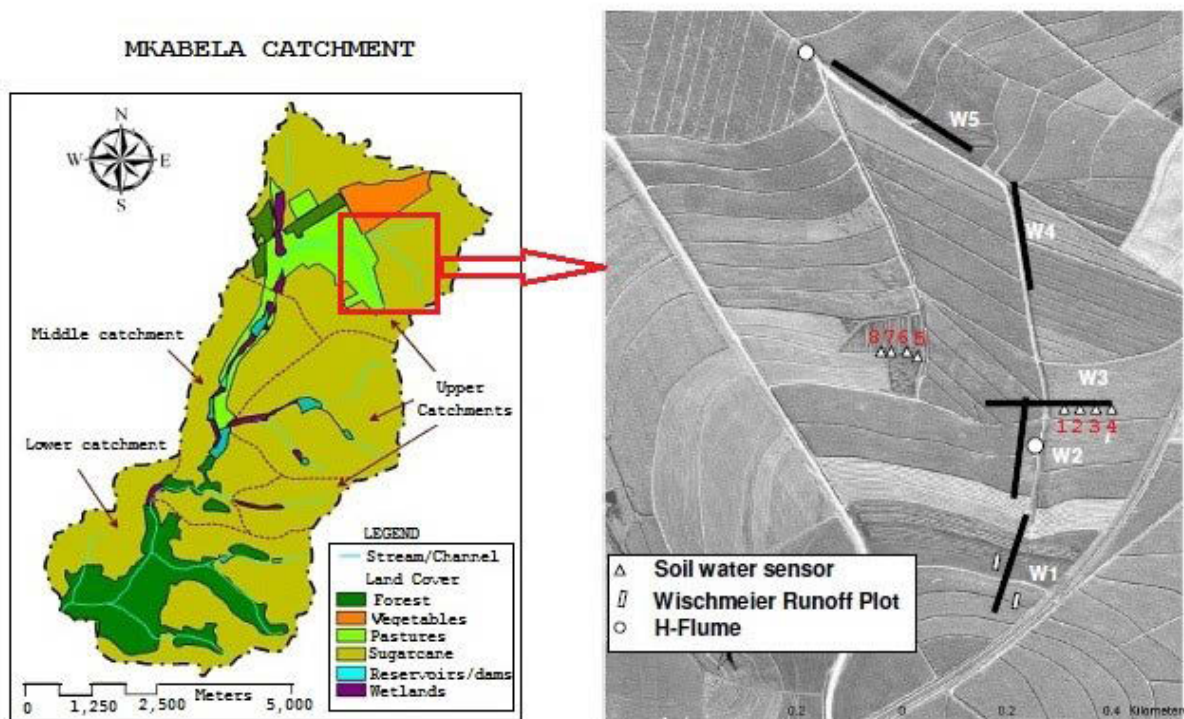 MKABELA CATCHMENT
N
W E
S
Middle catchment
Upper
Catchments
Lower catchment
LEGEND
Stream/Channel
Land Cover
Forest
Vegetables
Pastures
Sugarcane
Reservoirs/dams
Wetlands
Meters
0 1,250 2,500 5,000
W5
W4
8 7 6 5
W3
1 2 3 4
W2
W1
Soil water sensor
Wischmeier Runoff Plot
H-Flume
0.2 0 0.2 0.4 Kilometers